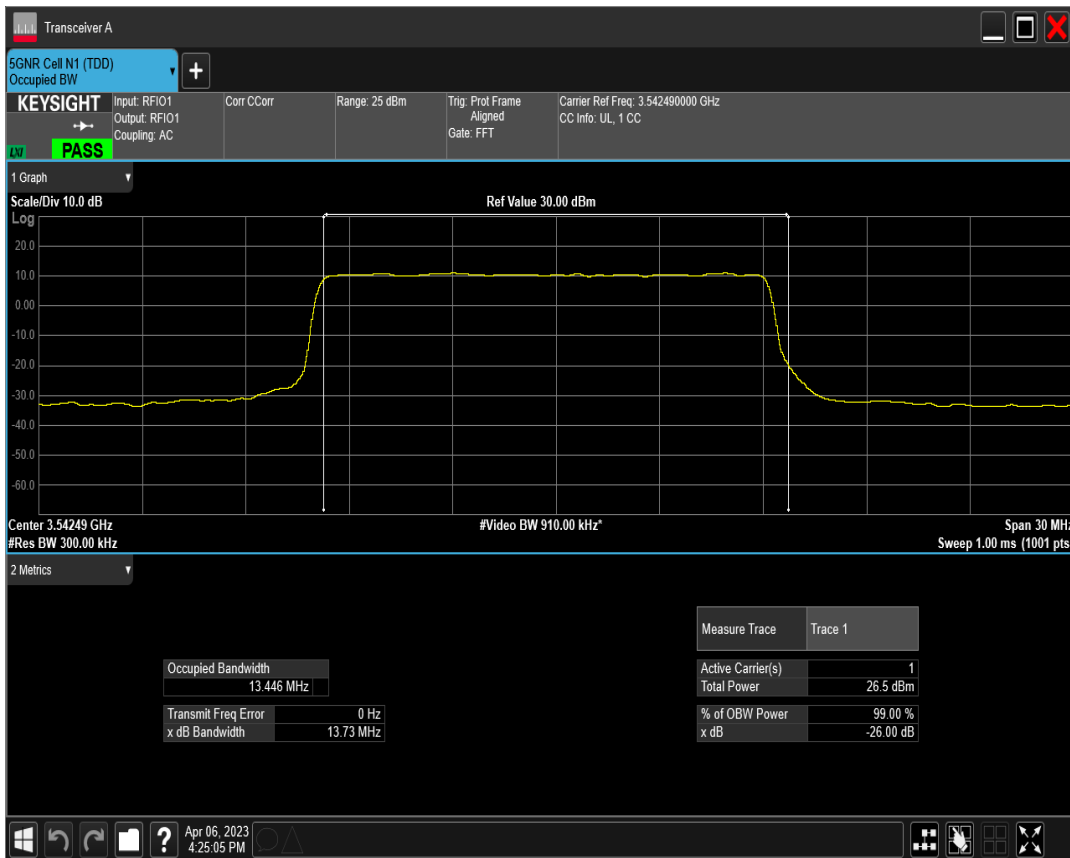 Transceiver A
5GNR Cell N1 (TDD)
Occupied BW
+
KEYSIGHT
LXI
PASS
Input: RFIO1
Output: RFIO1
Coupling: AC
Corr CCorr
Range: 25 dBm
Trig: Prot Frame
Aligned
Gate: FFT
Carrier Ref Freq: 3.542490000 GHz
CC Info: UL, 1 CC
1 Graph
Scale/Div 10.0 dB
Ref Value 30.00 dBm
Log
20.0
10.0
0.00
-10.0
-20.0
-30.0
-40.0
-50.0
-60.0
Center 3.54249 GHz
#Video BW 910.00 kHz*
Span 30 MHz
#Res BW 300.00 kHz
Sweep 1.00 ms (1001 pts
2 Metrics
Measure Trace Trace 1
Occupied Bandwidth
13.446 MHz
Active Carrier(s) 1
Total Power 26.5 dBm
Transmit Freq Error 0 Hz
x dB Bandwidth 13.73 MHz
% of OBW Power 99.00 %
x dB -26.00 dB
?
Apr 06, 2023
4:25:05 PM